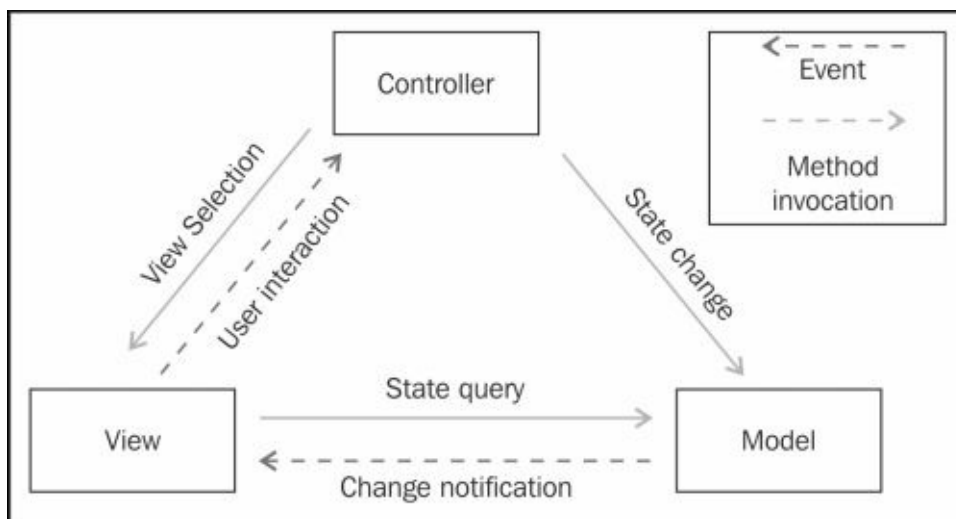 Controller
Event
Method
invocation
View Selection
User interaction
State change
State query
View
Model
Change notification